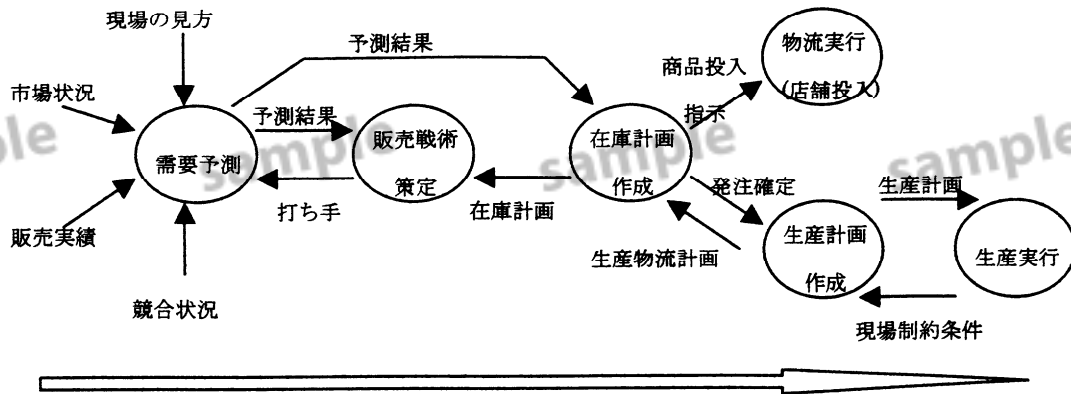 現場の見方
予測結果
物流実行
(店舗投入)
商品投入
指示
市場状況
予測結果
販売戦術
策定
在庫計画
作成
需要予測
打ち手
在庫計画
発注確定
生産計画
販売実績
生産物流計画
生産計画
作成
生産実行
競合状況
現場制約条件
sample
sample
sample
sample